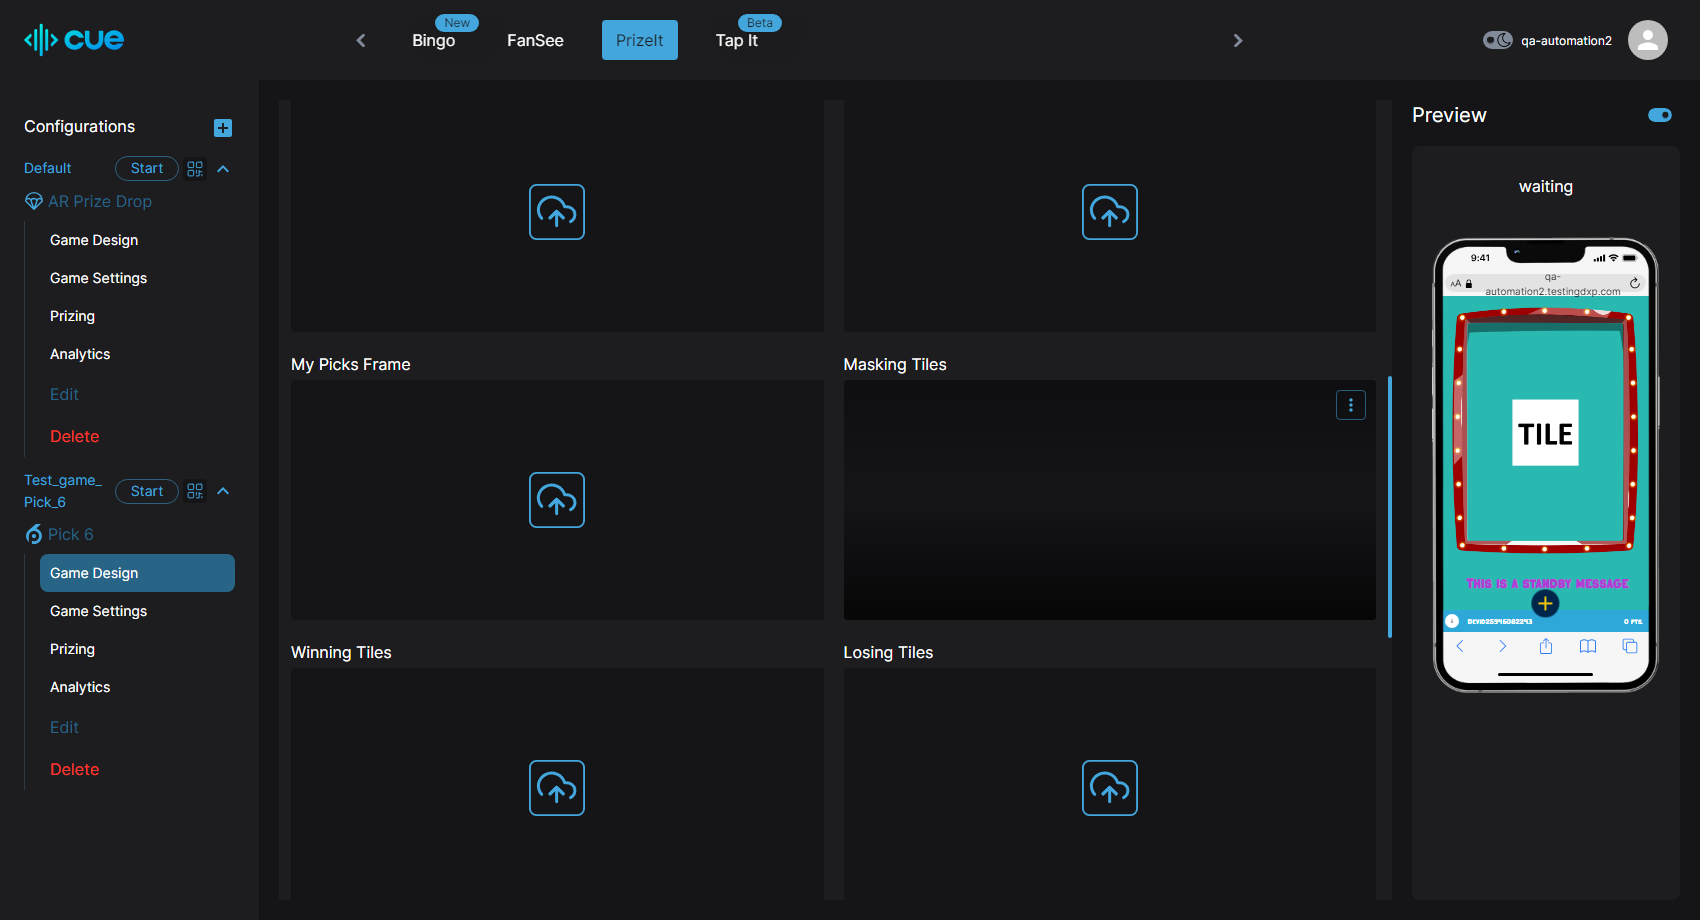 cue
New
Bingo
FanSee
PrizeIt
Beta
Tap It
qa-automation2
Configurations
Default
Start
AR Prize Drop
Game Design
Game Settings
Prizing
Analytics
Edit
Delete
Test_game_
Pick_6
Start
Pick 6
Game Design
Game Settings
Prizing
Analytics
Edit
Delete
My Picks Frame
Masking Tiles
Winning Tiles
Losing Tiles
Preview
waiting
9:41
AA
qa-
automation2.testingdxp.com
TILE
THIS IS A STANDBY MESSAGE
0 PTS.